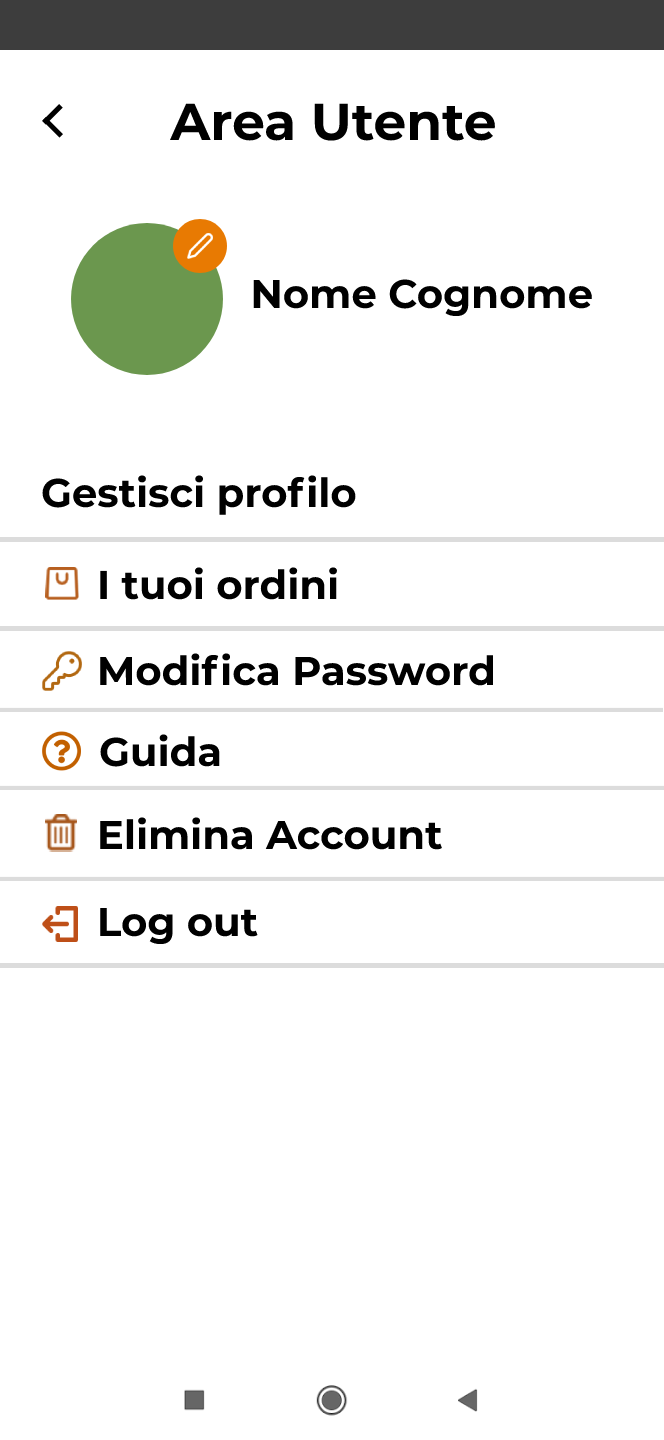 Area Utente
Nome Cognome
Gestisci profilo
I tuoi ordini
Modifica Password
Guida
Elimina Account
Log out